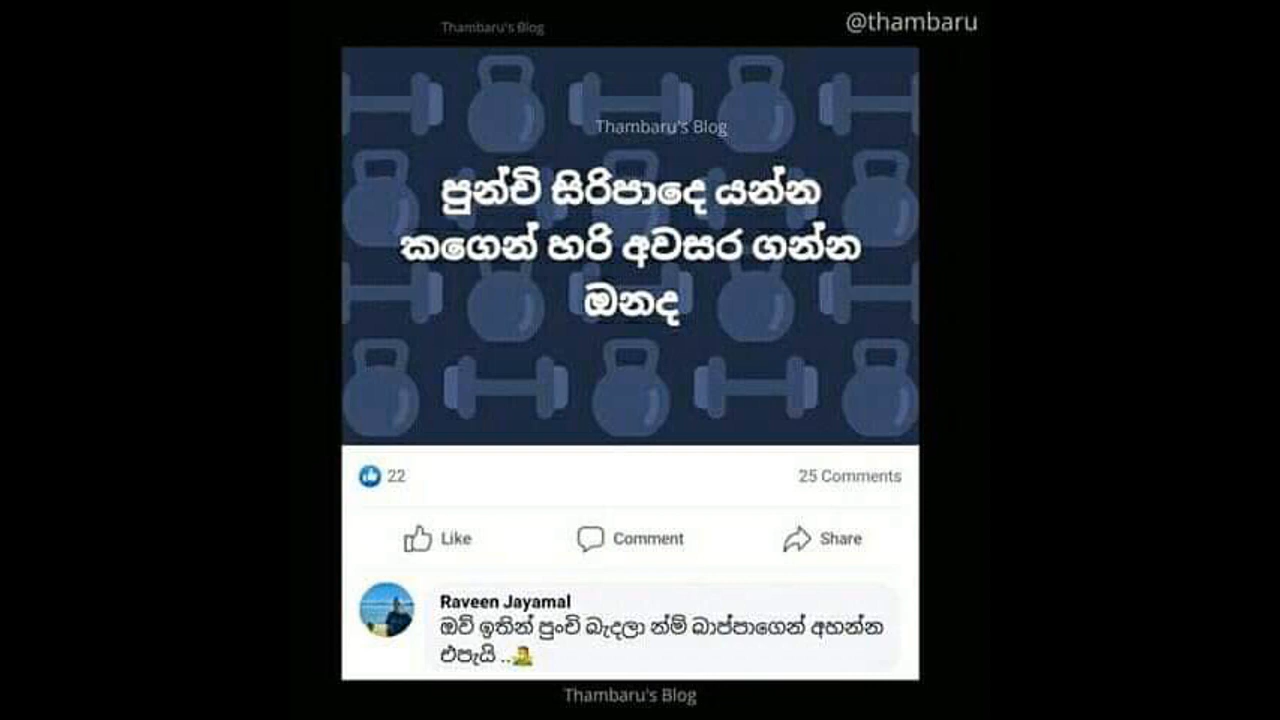 Thambaru's Blog
@thambaru
Thambaru's Blog
පුන්චි සිරිපාදෙ යන්න
කගෙන් හරි අවසර ගන්න
ඔනද
22
25 Comments
Like
Comment
Share
Raveen Jayamal
ඔව් ඉතින් පුංචි බැදලා න්ම් බාප්පාගෙන් අහන්න
එපැයි ..🤷‍♂️
Thambaru's Blog